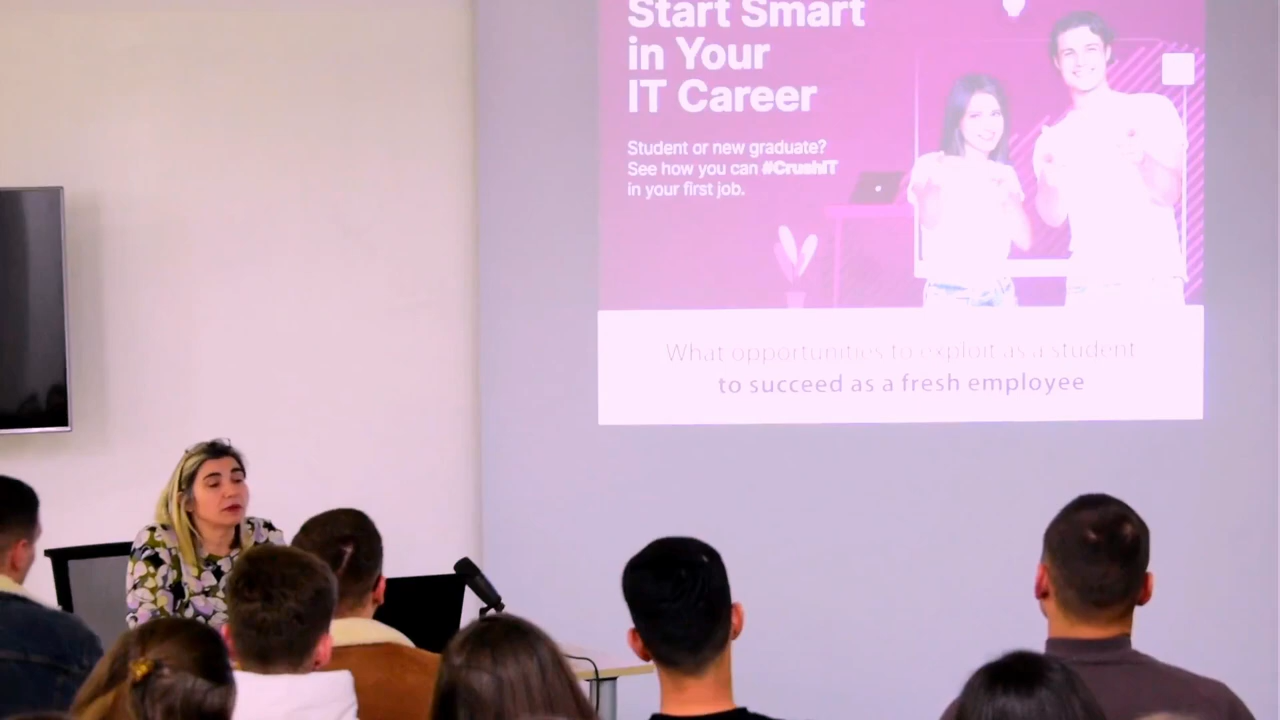 Start Smart
in Your
IT Career
Student or new graduate?
See how you can #CrushIT
in your first job.
What opportunities to exploit as a student
to succeed as a fresh employee